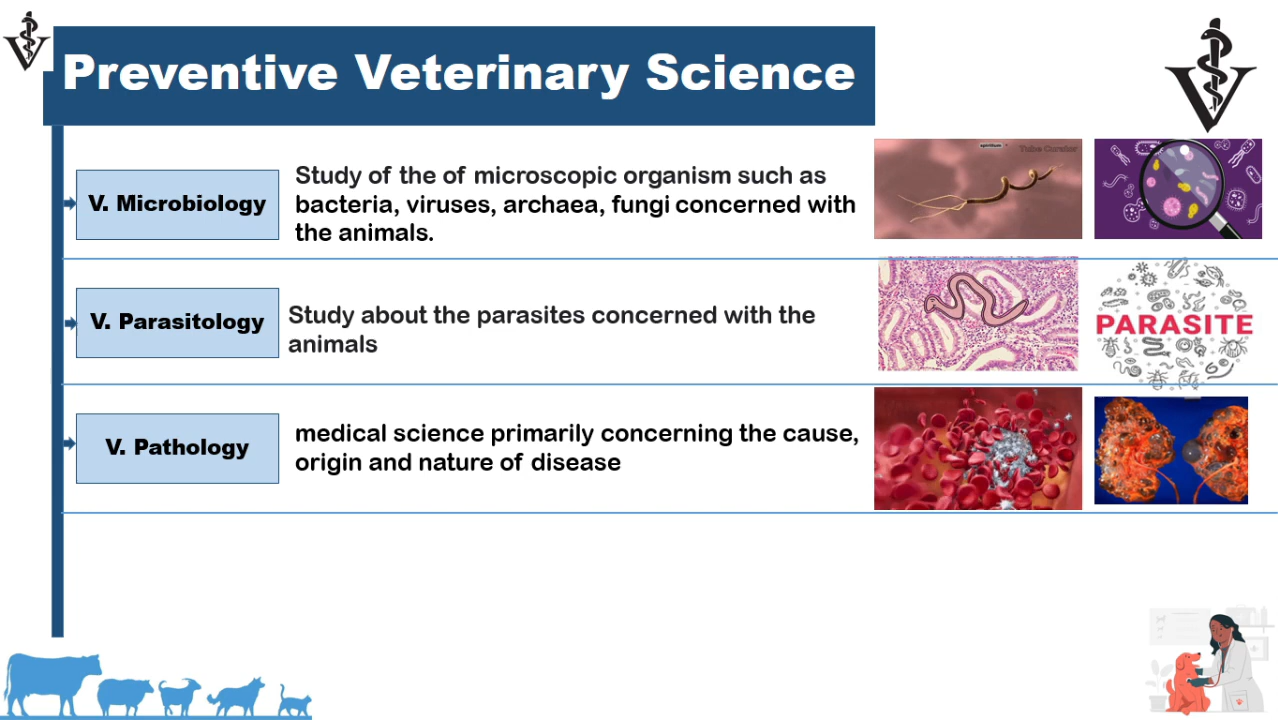 Preventive Veterinary Science
V. Microbiology
Study of the of microscopic organism such as
bacteria, viruses, archaea, fungi concerned with
the animals.
Tube Curator
V. Parasitology
Study about the parasites concerned with the
animals
PARASITE
V. Pathology
medical science primarily concerning the cause,
origin and nature of disease